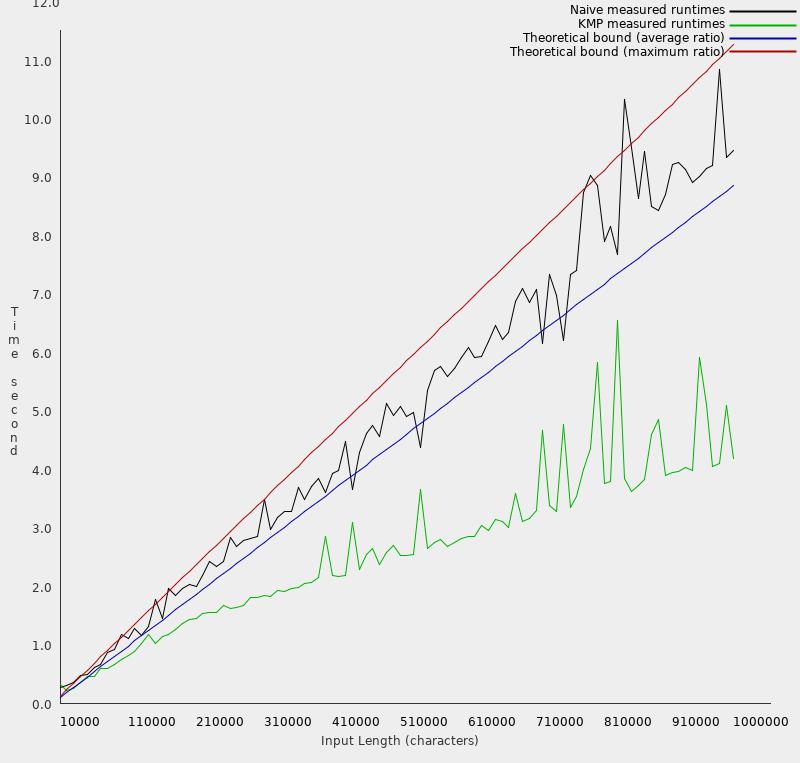 12.0
Naive measured runtimes
KMP measured runtimes
Theoretical bound (average ratio)
Theoretical bound (maximum ratio)
11.0
10.0
9.0
8.0
7.0
6.0
5.0
4.0
3.0
2.0
1.0
0.0
Time second
10000 110000 210000 310000 410000 510000 610000 710000 810000 910000 1000000
Input Length (characters)